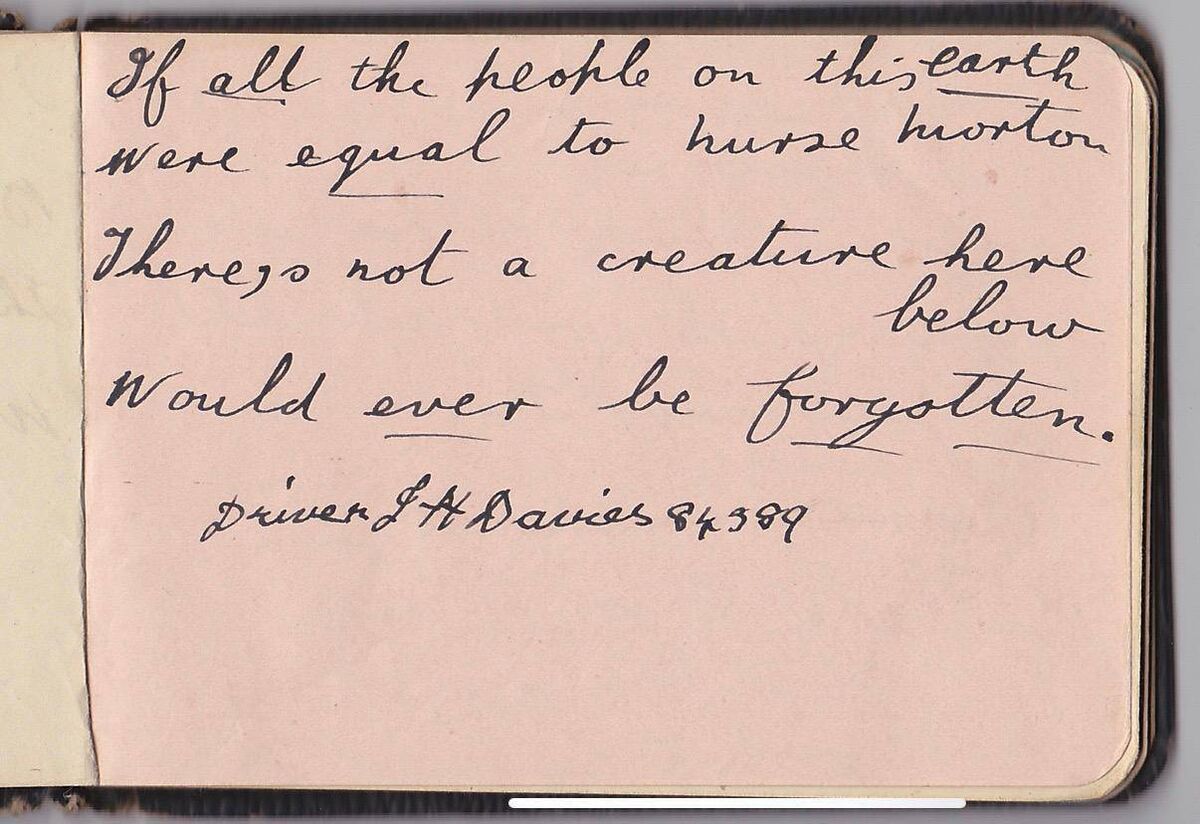 If all the people on this earth
were equal to nurse morton
There,s not a creature here
below
Would ever be forgotten.
Driver J H Davies 84389